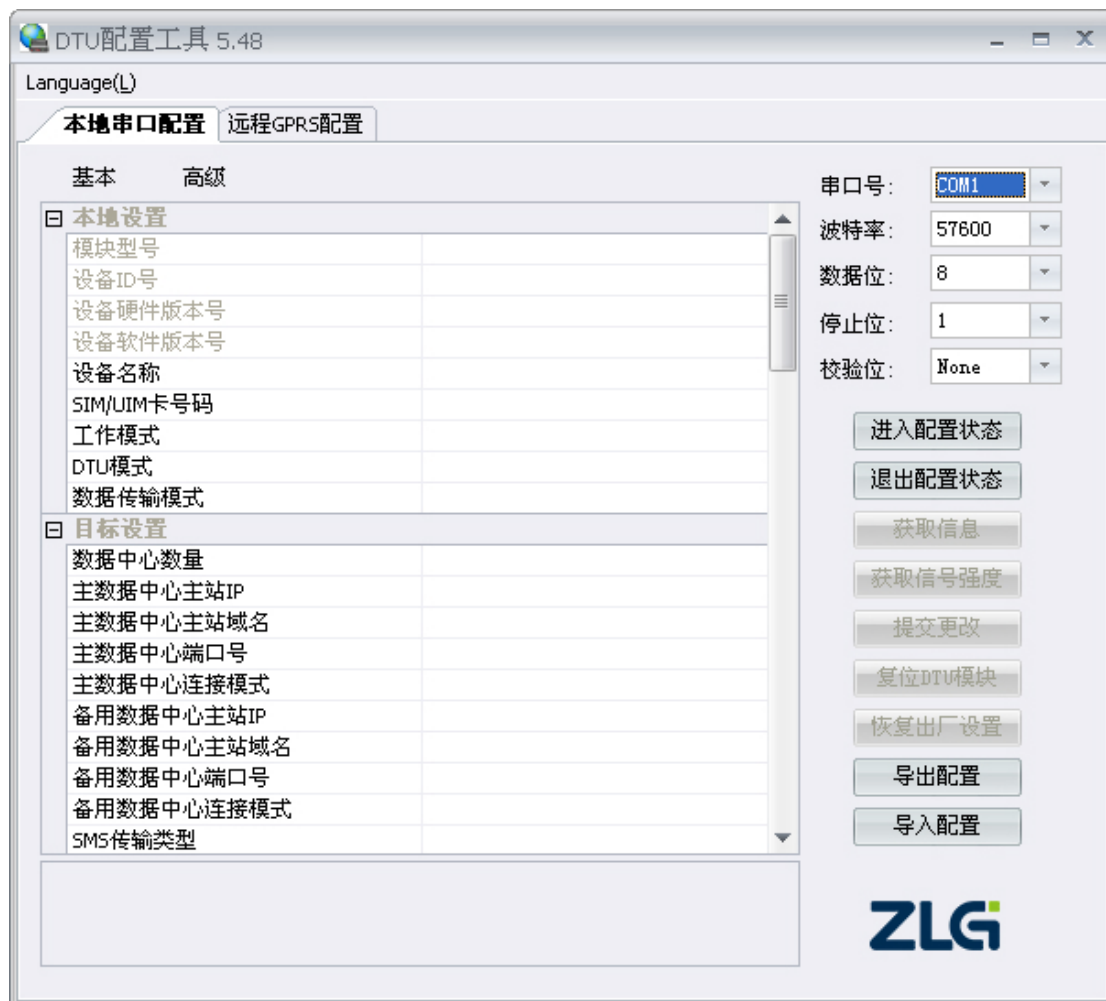 DTU配置工具 5.48
Language(L)
本地串口配置 远程GPRS配置
基本 高级
本地设置
模块型号
设备ID号
设备硬件版本号
设备软件版本号
设备名称
SIM/UIM卡号码
工作模式
DTU模式
数据传输模式
目标设置
数据中心数量
主数据中心主站IP
主数据中心主站域名
主数据中心端口号
主数据中心连接模式
备用数据中心主站IP
备用数据中心主站域名
备用数据中心端口号
备用数据中心连接模式
SMS传输类型
串口号: COM1
波特率: 57600
数据位: 8
停止位: 1
校验位: None
进入配置状态
退出配置状态
获取信息
获取信号强度
提交更改
复位DTU模块
恢复出厂设置
导出配置
导入配置
ZLG